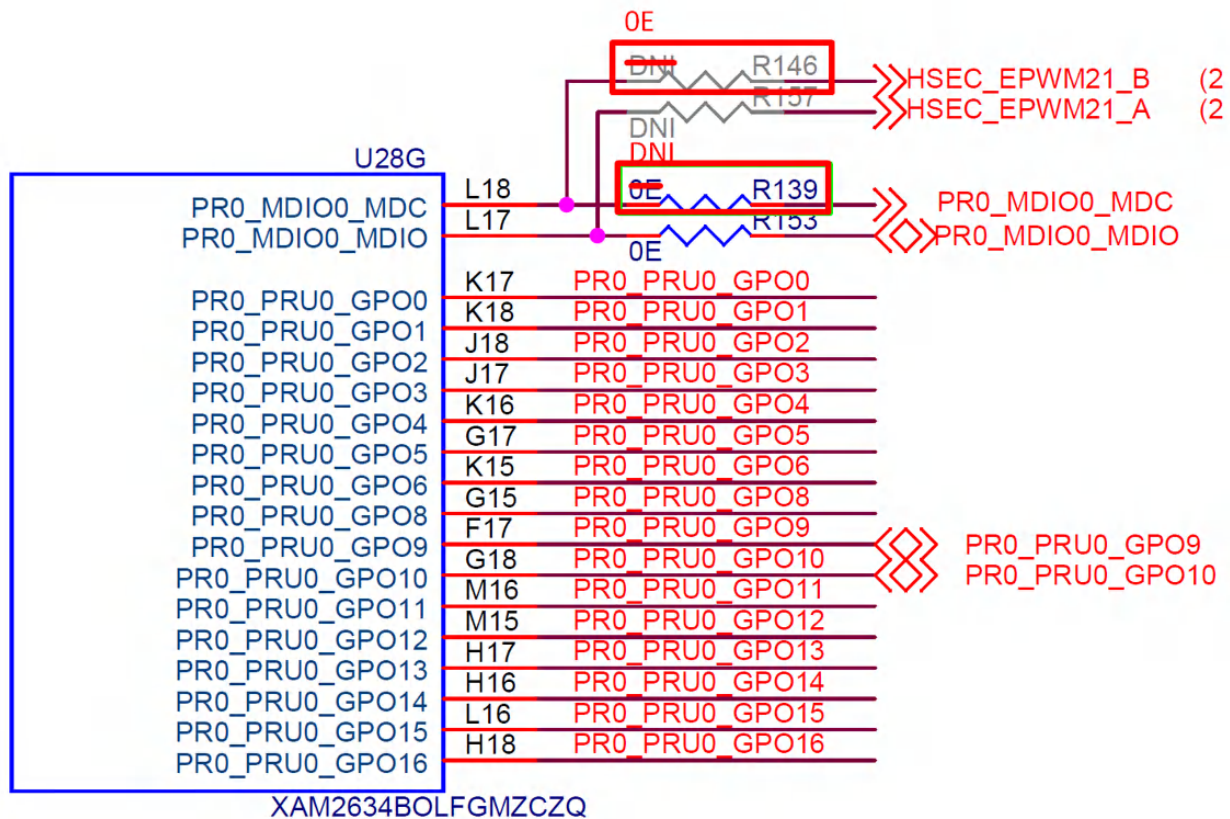 0E
DNI R146 HSEC_EPWM21_B (2
R157 HSEC_EPWM21_A (2
DNI
DNI
U28G
0E R139
PR0_MDIO0_MDC L18 PR0_MDIO0_MDC
PR0_MDIO0_MDIO L17 R153 PR0_MDIO0_MDIO
0E
PR0_PRU0_GPO0 K17 PR0_PRU0_GPO0
PR0_PRU0_GPO1 K18 PR0_PRU0_GPO1
PR0_PRU0_GPO2 J18 PR0_PRU0_GPO2
PR0_PRU0_GPO3 J17 PR0_PRU0_GPO3
PR0_PRU0_GPO4 K16 PR0_PRU0_GPO4
PR0_PRU0_GPO5 G17 PR0_PRU0_GPO5
PR0_PRU0_GPO6 K15 PR0_PRU0_GPO6
PR0_PRU0_GPO8 G15 PR0_PRU0_GPO8
PR0_PRU0_GPO9 F17 PR0_PRU0_GPO9 PR0_PRU0_GPO9
PR0_PRU0_GPO10 G18 PR0_PRU0_GPO10 PR0_PRU0_GPO10
PR0_PRU0_GPO11 M16 PR0_PRU0_GPO11
PR0_PRU0_GPO12 M15 PR0_PRU0_GPO12
PR0_PRU0_GPO13 H17 PR0_PRU0_GPO13
PR0_PRU0_GPO14 H16 PR0_PRU0_GPO14
PR0_PRU0_GPO15 L16 PR0_PRU0_GPO15
PR0_PRU0_GPO16 H18 PR0_PRU0_GPO16
XAM2634BOLFGMZCZQ